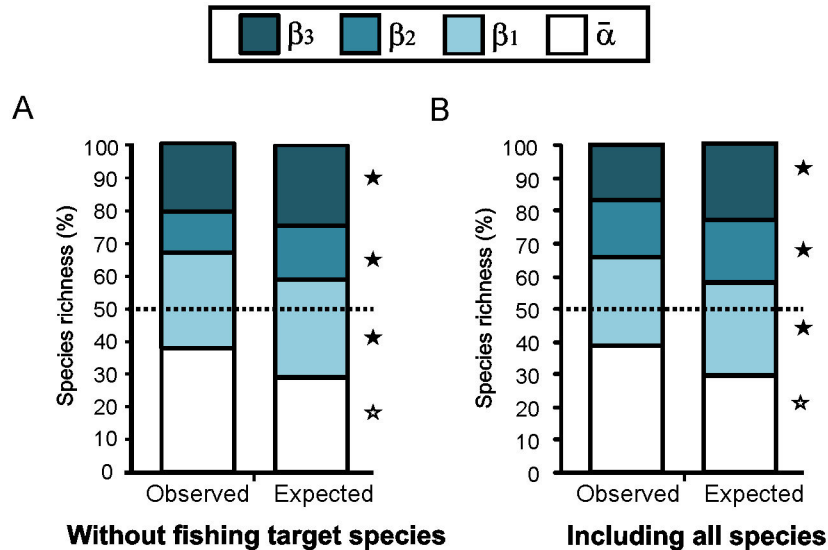 β3 β2 β1 ᾱ
A
Species richness (%)
100
90
80
70
60
50
40
30
20
10
0
Observed Expected
Without fishing target species
B
Species richness (%)
100
90
80
70
60
50
40
30
20
10
0
Observed Expected
Including all species